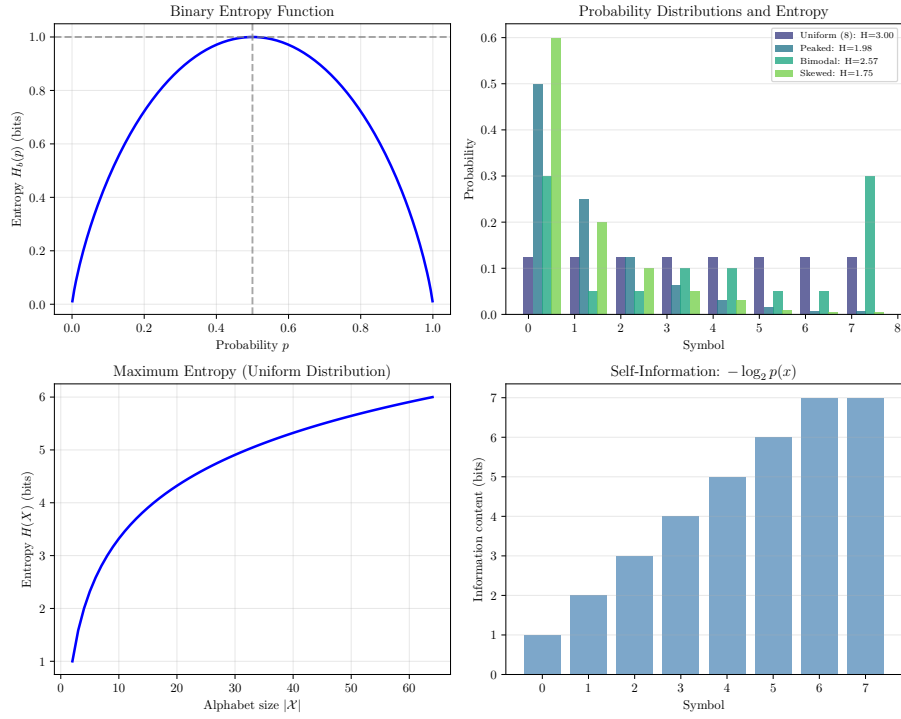 Binary Entropy Function
1.0
0.8
0.6
0.4
0.2
0.0
Entropy H_b(p) (bits)
0.0 0.2 0.4 0.6 0.8 1.0
Probability p
Probability Distributions and Entropy
Uniform (8): H=3.00
Peaked: H=1.98
Bimodal: H=2.57
Skewed: H=1.75
0.6
0.5
0.4
0.3
0.2
0.1
0.0
Probability
0 1 2 3 4 5 6 7 8
Symbol
Maximum Entropy (Uniform Distribution)
6
5
4
3
2
1
Entropy H(X) (bits)
0 10 20 30 40 50 60
Alphabet size |𝒳|
Self-Information: − log₂ p(x)
7
6
5
4
3
2
1
0
Information content (bits)
0 1 2 3 4 5 6 7
Symbol